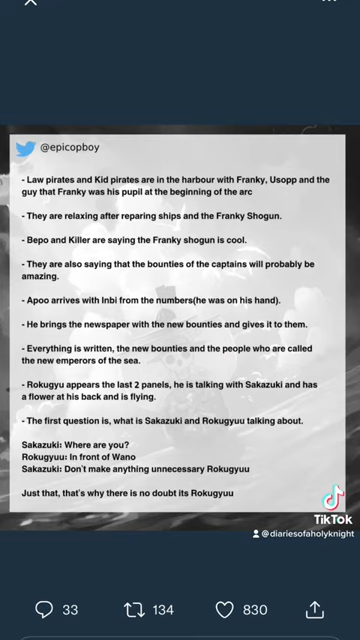 @epicopboy
- Law pirates and Kid pirates are in the harbour with Franky, Usopp and the
guy that Franky was his pupil at the beginning of the arc
- They are relaxing after reparing ships and the Franky Shogun.
- Bepo and Killer are saying the Franky shogun is cool.
- They are also saying that the bounties of the captains will probably be
amazing.
- Apoo arrives with Inbi from the numbers(he was on his hand).
- He brings the newspaper with the new bounties and gives it to them.
- Everything is written, the new bounties and the people who are called
the new emperors of the sea.
- Rokugyu appears the last 2 panels, he is talking with Sakazuki and has
a flower at his back and is flying.
- The first question is, what is Sakazuki and Rokugyuu talking about.
Sakazuki: Where are you?
Rokugyuu: In front of Wano
Sakazuki: Don't make anything unnecessary Rokugyuu
Just that, that's why there is no doubt its Rokugyuu
TikTok
@diariesofaholyknight
33
134
830